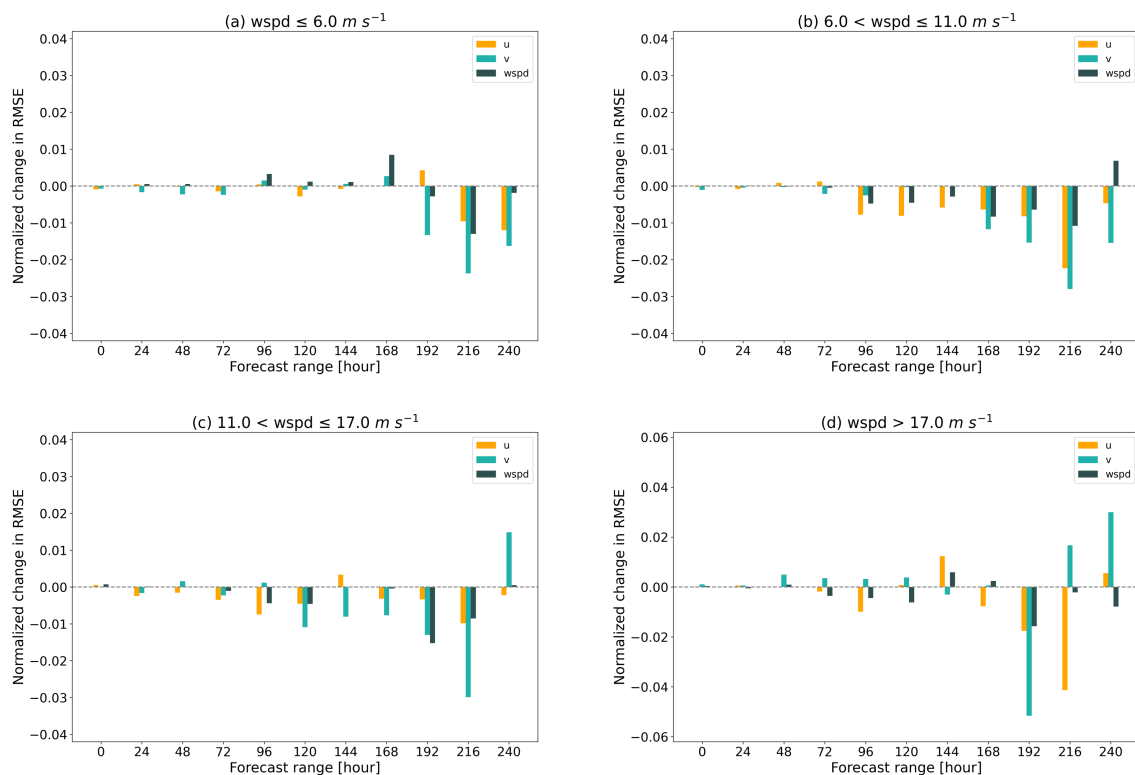 (a) wspd ≤ 6.0 m s⁻¹
Normalized change in RMSE
0.04
0.03
0.02
0.01
0.00
−0.01
−0.02
−0.03
−0.04
u
v
wspd
0 24 48 72 96 120 144 168 192 216 240
Forecast range [hour]
(b) 6.0 < wspd ≤ 11.0 m s⁻¹
Normalized change in RMSE
0.04
0.03
0.02
0.01
0.00
−0.01
−0.02
−0.03
−0.04
u
v
wspd
0 24 48 72 96 120 144 168 192 216 240
Forecast range [hour]
(c) 11.0 < wspd ≤ 17.0 m s⁻¹
Normalized change in RMSE
0.04
0.03
0.02
0.01
0.00
−0.01
−0.02
−0.03
−0.04
u
v
wspd
0 24 48 72 96 120 144 168 192 216 240
Forecast range [hour]
(d) wspd > 17.0 m s⁻¹
Normalized change in RMSE
0.06
0.04
0.02
0.00
−0.02
−0.04
−0.06
u
v
wspd
0 24 48 72 96 120 144 168 192 216 240
Forecast range [hour]